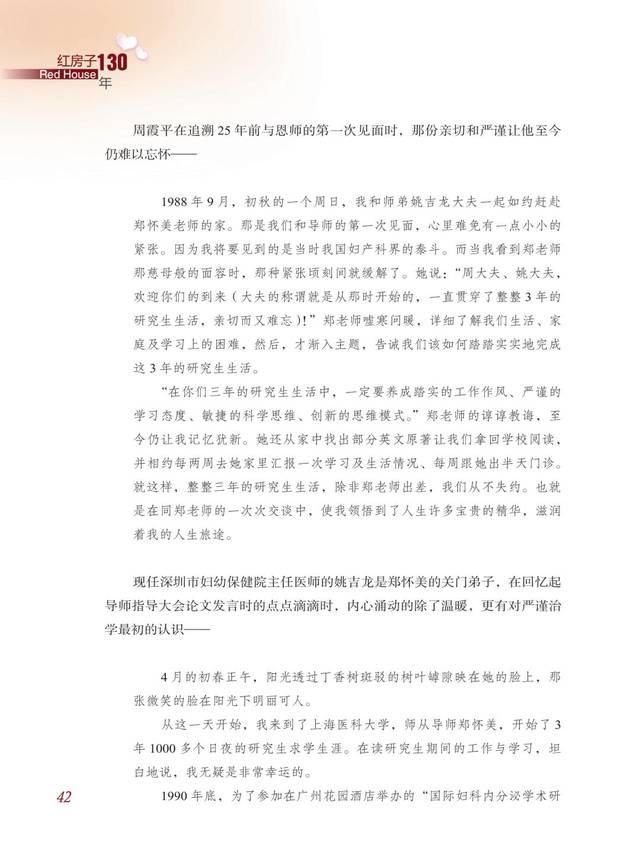 红房子130年
Red House
周霞平在追溯 25 年前与恩师的第一次见面时，那份亲切和严谨让他至今
仍难以忘怀——
1988 年 9 月，初秋的一个周日，我和师弟姚吉龙大夫一起如约赶赴
郑怀美老师的家。那是我们和导师的第一次见面，心里难免有一点小小的
紧张。因为我将要见到的是当时我国妇产科界的泰斗。而当我看到郑老师
那慈母般的面容时，那种紧张顷刻间就缓解了。她说：“周大夫、姚大夫，
欢迎你们的到来（大夫的称谓就是从那时开始的，一直贯穿了整整 3 年的
研究生生活，亲切而又难忘）！”郑老师嘘寒问暖，详细了解我们生活、家
庭及学习上的困难，然后，才渐入主题，告诫我们该如何踏踏实实地完成
这 3 年的研究生生活。
“在你们三年的研究生生活中，一定要养成踏实的工作作风、严谨的
学习态度、敏捷的科学思维、创新的思维模式。”郑老师的谆谆教诲，至
今仍让我记忆犹新。她还从家中找出部分英文原著让我们拿回学校阅读，
并相约每两周去她家里汇报一次学习及生活情况、每周跟她出半天门诊。
就这样，整整三年的研究生生活，除非郑老师出差，我们从不失约。也就
是在同郑老师的一次次交谈中，使我领悟到了人生许多宝贵的精华，滋润
着我的人生旅途。
现任深圳市妇幼保健院主任医师的姚吉龙是郑怀美的关门弟子，在回忆起
导师指导大会论文发言时的点点滴滴时，内心涌动的除了温暖，更有对严谨治
学最初的认识——
4 月的初春正午，阳光透过丁香树斑驳的树叶罅隙映在她的脸上，那
张微笑的脸在阳光下明丽可人。
从这一天开始，我来到了上海医科大学，师从导师郑怀美，开始了 3
年 1000 多个日夜的研究生求学生涯。在读研究生期间的工作与学习，坦
白地说，我无疑是非常幸运的。
1990 年底，为了参加在广州花园酒店举办的“国际妇科内分泌学术研
42